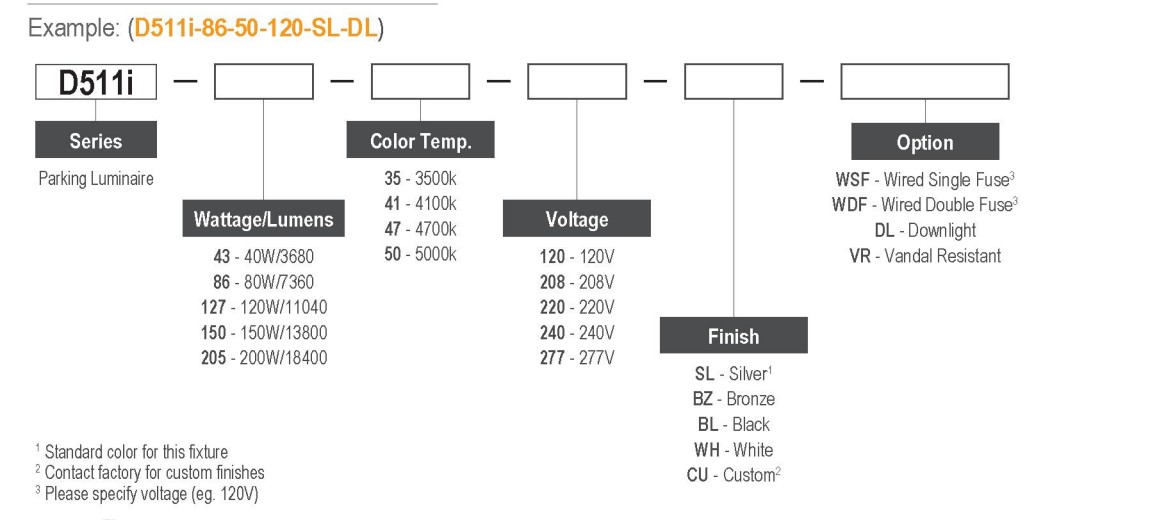 Example: (D511i-86-50-120-SL-DL)
D511i
Series
Parking Luminaire
Wattage/Lumens
43 - 40W/3680
86 - 80W/7360
127 - 120W/11040
150 - 150W/13800
205 - 200W/18400
Color Temp.
35 - 3500k
41 - 4100k
47 - 4700k
50 - 5000k
Voltage
120 - 120V
208 - 208V
220 - 220V
240 - 240V
277 - 277V
Finish
SL - Silver¹
BZ - Bronze
BL - Black
WH - White
CU - Custom²
Option
WSF - Wired Single Fuse³
WDF - Wired Double Fuse³
DL - Downlight
VR - Vandal Resistant
¹ Standard color for this fixture
² Contact factory for custom finishes
³ Please specify voltage (eg. 120V)